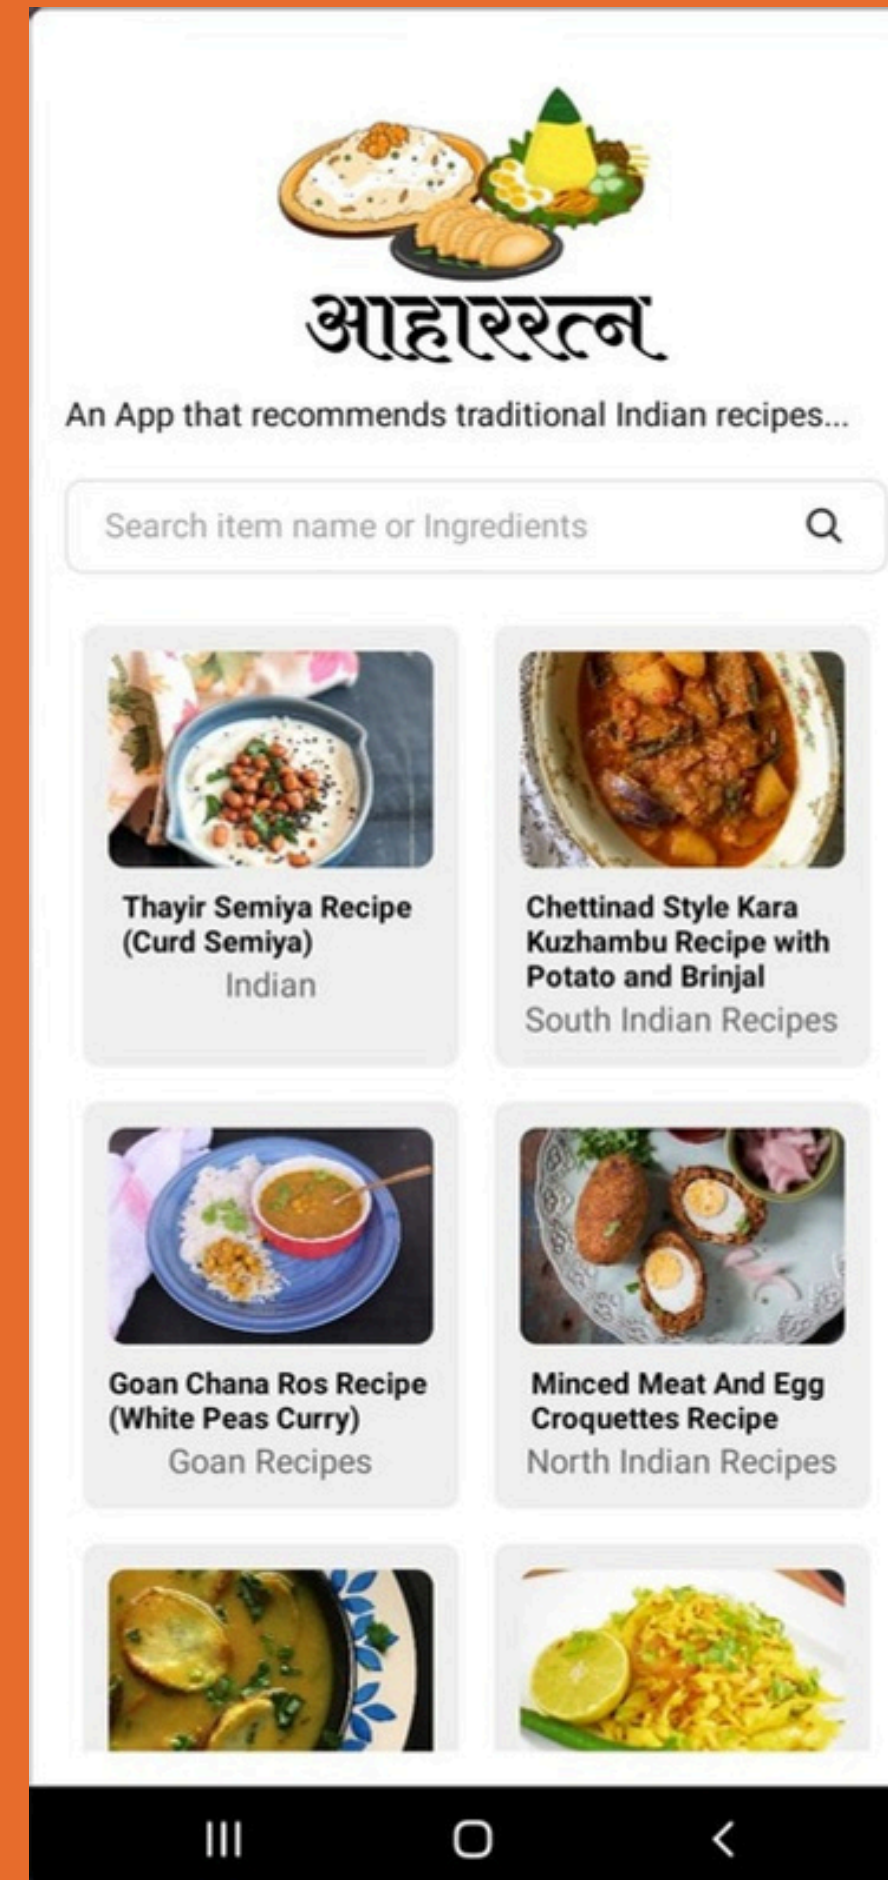 आहाररत्न
An App that recommends traditional Indian recipes...
Search item name or Ingredients
Thayir Semiya Recipe
(Curd Semiya)
Indian
Chettinad Style Kara
Kuzhambu Recipe with
Potato and Brinjal
South Indian Recipes
Goan Chana Ros Recipe
(White Peas Curry)
Goan Recipes
Minced Meat And Egg
Croquettes Recipe
North Indian Recipes